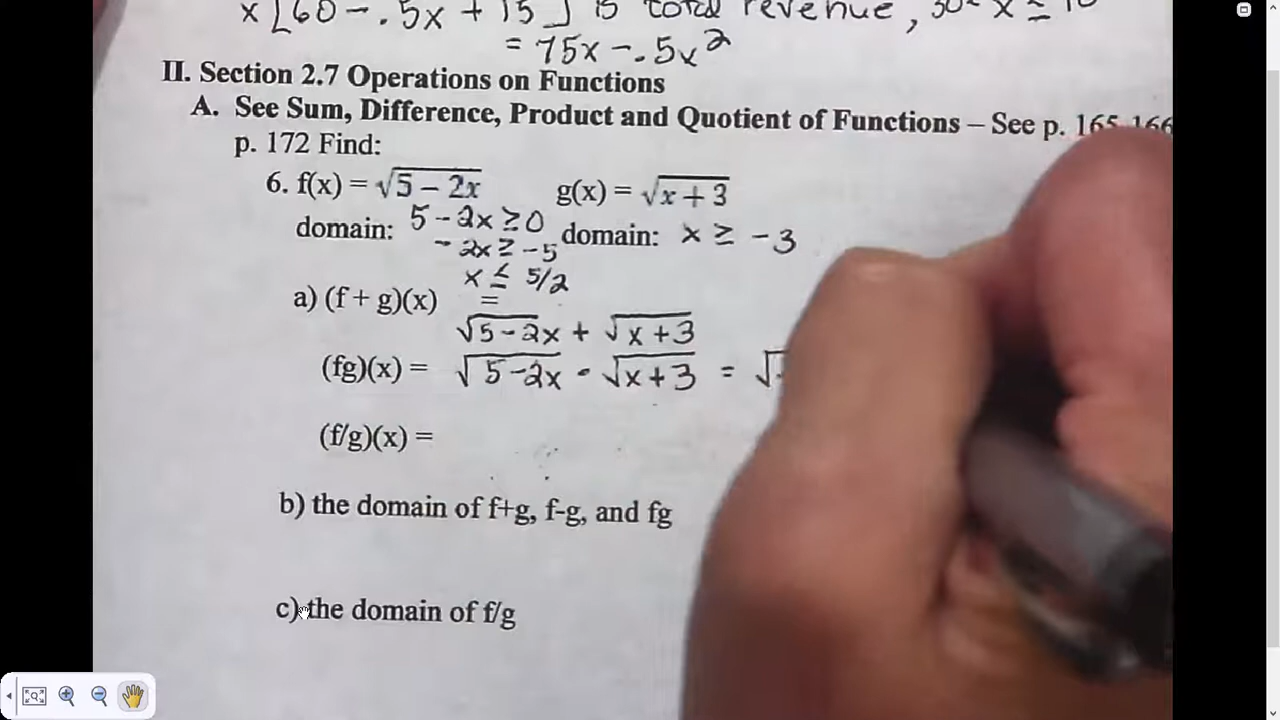 x [60 - .5x + 15] is total revenue, 30 x ≥ 10
= 75x - .5x²
II. Section 2.7 Operations on Functions
A. See Sum, Difference, Product and Quotient of Functions – See p. 165, 166
p. 172 Find:
6. f(x) = √5 – 2x g(x) = √x + 3
domain: 5 - 2x ≥ 0 domain: x ≥ -3
- 2x ≥ -5
x ≤ 5/2
a) (f + g)(x) =
√5-2x + √x+3
(fg)(x) = √5-2x · √x+3 = √
(f/g)(x) =
b) the domain of f+g, f-g, and fg
c) the domain of f/g